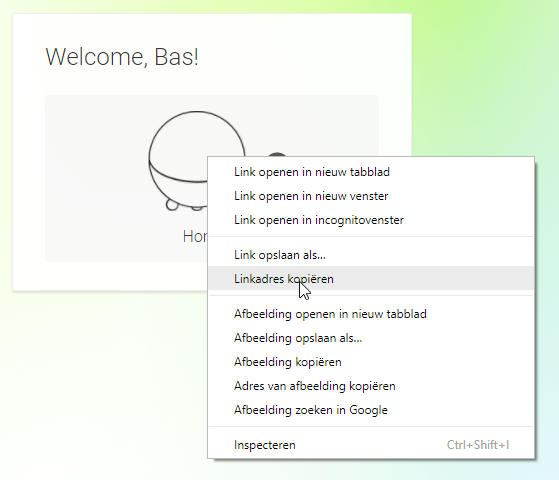 Welcome, Bas!
Link openen in nieuw tabblad
Link openen in nieuw venster
Link openen in incognitovenster
Link opslaan als...
Linkadres kopiëren
Afbeelding openen in nieuw tabblad
Afbeelding opslaan als...
Afbeelding kopiëren
Adres van afbeelding kopiëren
Afbeelding zoeken in Google
Inspecteren Ctrl+Shift+I